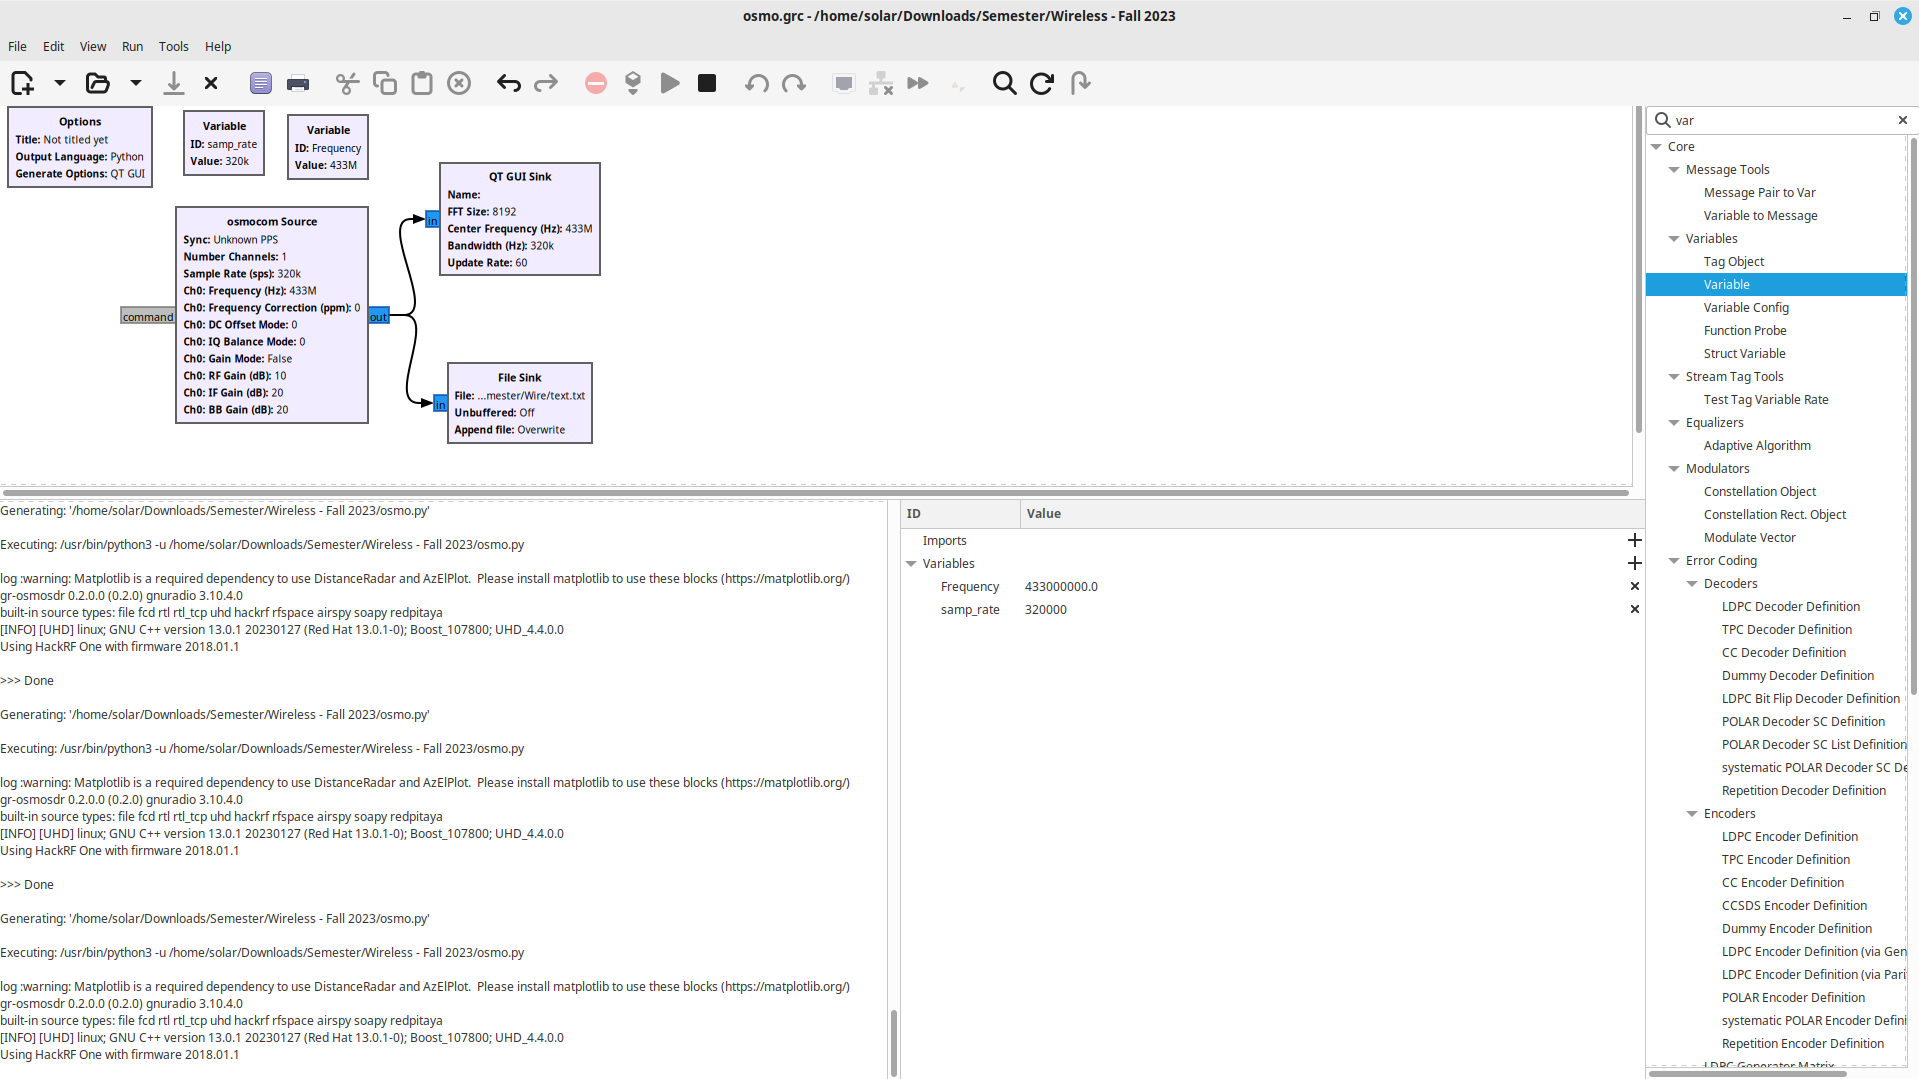 osmo.grc - /home/solar/Downloads/Semester/Wireless - Fall 2023
File Edit View Run Tools Help
Options
Title: Not titled yet
Output Language: Python
Generate Options: QT GUI
Variable
ID: samp_rate
Value: 320k
Variable
ID: Frequency
Value: 433M
osmocom Source
Sync: Unknown PPS
Number Channels: 1
Sample Rate (sps): 320k
Ch0: Frequency (Hz): 433M
Ch0: Frequency Correction (ppm): 0
Ch0: DC Offset Mode: 0
Ch0: IQ Balance Mode: 0
Ch0: Gain Mode: False
Ch0: RF Gain (dB): 10
Ch0: IF Gain (dB): 20
Ch0: BB Gain (dB): 20
command
out
QT GUI Sink
Name:
FFT Size: 8192
Center Frequency (Hz): 433M
Bandwidth (Hz): 320k
Update Rate: 60
in
File Sink
File: ...mester/Wire/text.txt
Unbuffered: Off
Append file: Overwrite
in
Generating: '/home/solar/Downloads/Semester/Wireless - Fall 2023/osmo.py'
Executing: /usr/bin/python3 -u /home/solar/Downloads/Semester/Wireless - Fall 2023/osmo.py
log :warning: Matplotlib is a required dependency to use DistanceRadar and AzElPlot.  Please install matplotlib to use these blocks (https://matplotlib.org/)
gr-osmosdr 0.2.0.0 (0.2.0) gnuradio 3.10.4.0
built-in source types: file fcd rtl rtl_tcp uhd hackrf rfspace airspy soapy redpitaya
[INFO] [UHD] linux; GNU C++ version 13.0.1 20230127 (Red Hat 13.0.1-0); Boost_107800; UHD_4.4.0.0
Using HackRF One with firmware 2018.01.1
>>> Done
Generating: '/home/solar/Downloads/Semester/Wireless - Fall 2023/osmo.py'
Executing: /usr/bin/python3 -u /home/solar/Downloads/Semester/Wireless - Fall 2023/osmo.py
log :warning: Matplotlib is a required dependency to use DistanceRadar and AzElPlot.  Please install matplotlib to use these blocks (https://matplotlib.org/)
gr-osmosdr 0.2.0.0 (0.2.0) gnuradio 3.10.4.0
built-in source types: file fcd rtl rtl_tcp uhd hackrf rfspace airspy soapy redpitaya
[INFO] [UHD] linux; GNU C++ version 13.0.1 20230127 (Red Hat 13.0.1-0); Boost_107800; UHD_4.4.0.0
Using HackRF One with firmware 2018.01.1
>>> Done
Generating: '/home/solar/Downloads/Semester/Wireless - Fall 2023/osmo.py'
Executing: /usr/bin/python3 -u /home/solar/Downloads/Semester/Wireless - Fall 2023/osmo.py
log :warning: Matplotlib is a required dependency to use DistanceRadar and AzElPlot.  Please install matplotlib to use these blocks (https://matplotlib.org/)
gr-osmosdr 0.2.0.0 (0.2.0) gnuradio 3.10.4.0
built-in source types: file fcd rtl rtl_tcp uhd hackrf rfspace airspy soapy redpitaya
[INFO] [UHD] linux; GNU C++ version 13.0.1 20230127 (Red Hat 13.0.1-0); Boost_107800; UHD_4.4.0.0
Using HackRF One with firmware 2018.01.1
ID Value
Imports
Variables
Frequency 433000000.0
samp_rate 320000
var
Core
Message Tools
Message Pair to Var
Variable to Message
Variables
Tag Object
Variable
Variable Config
Function Probe
Struct Variable
Stream Tag Tools
Test Tag Variable Rate
Equalizers
Adaptive Algorithm
Modulators
Constellation Object
Constellation Rect. Object
Modulate Vector
Error Coding
Decoders
LDPC Decoder Definition
TPC Decoder Definition
CC Decoder Definition
Dummy Decoder Definition
LDPC Bit Flip Decoder Definition
POLAR Decoder SC Definition
POLAR Decoder SC List Definition
systematic POLAR Decoder SC De
Repetition Decoder Definition
Encoders
LDPC Encoder Definition
TPC Encoder Definition
CC Encoder Definition
CCSDS Encoder Definition
Dummy Encoder Definition
LDPC Encoder Definition (via Gen
LDPC Encoder Definition (via Pari
POLAR Encoder Definition
systematic POLAR Encoder Defini
Repetition Encoder Definition
LDPC Generator Matrix